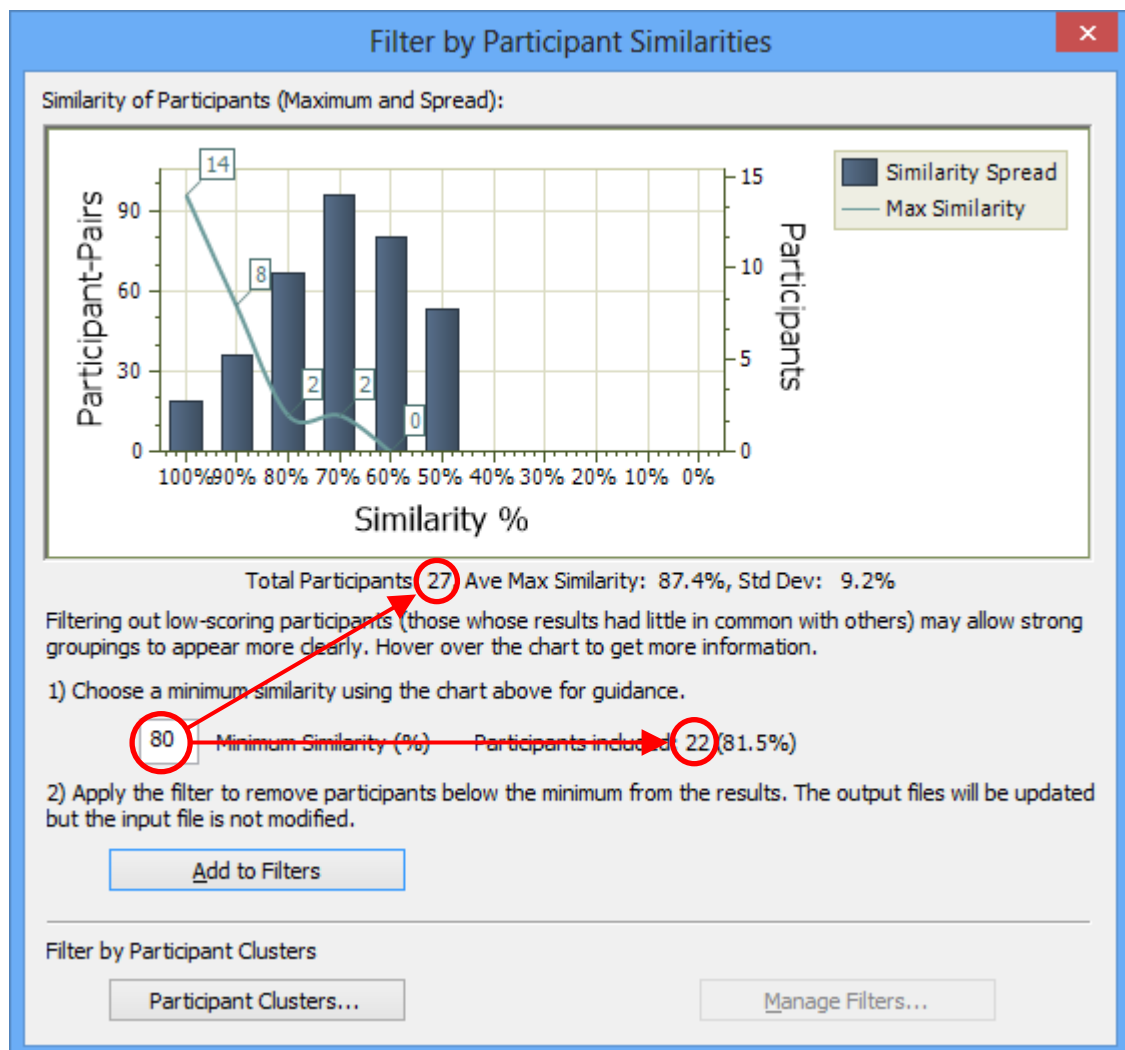 Filter by Participant Similarities
×
Similarity of Participants (Maximum and Spread):
Similarity Spread
Max Similarity
Participant-Pairs
90
60
30
0
14
8
2
2
0
15
10
5
0
Participants
100% 90% 80% 70% 60% 50% 40% 30% 20% 10% 0%
Similarity %
Total Participants 27, Ave Max Similarity: 87.4%, Std Dev: 9.2%
Filtering out low-scoring participants (those whose results had little in common with others) may allow strong
groupings to appear more clearly. Hover over the chart to get more information.
1) Choose a minimum similarity using the chart above for guidance.
80 Minimum Similarity (%) Participants included: 22 (81.5%)
2) Apply the filter to remove participants below the minimum from the results. The output files will be updated
but the input file is not modified.
Add to Filters
Filter by Participant Clusters
Participant Clusters...
Manage Filters...